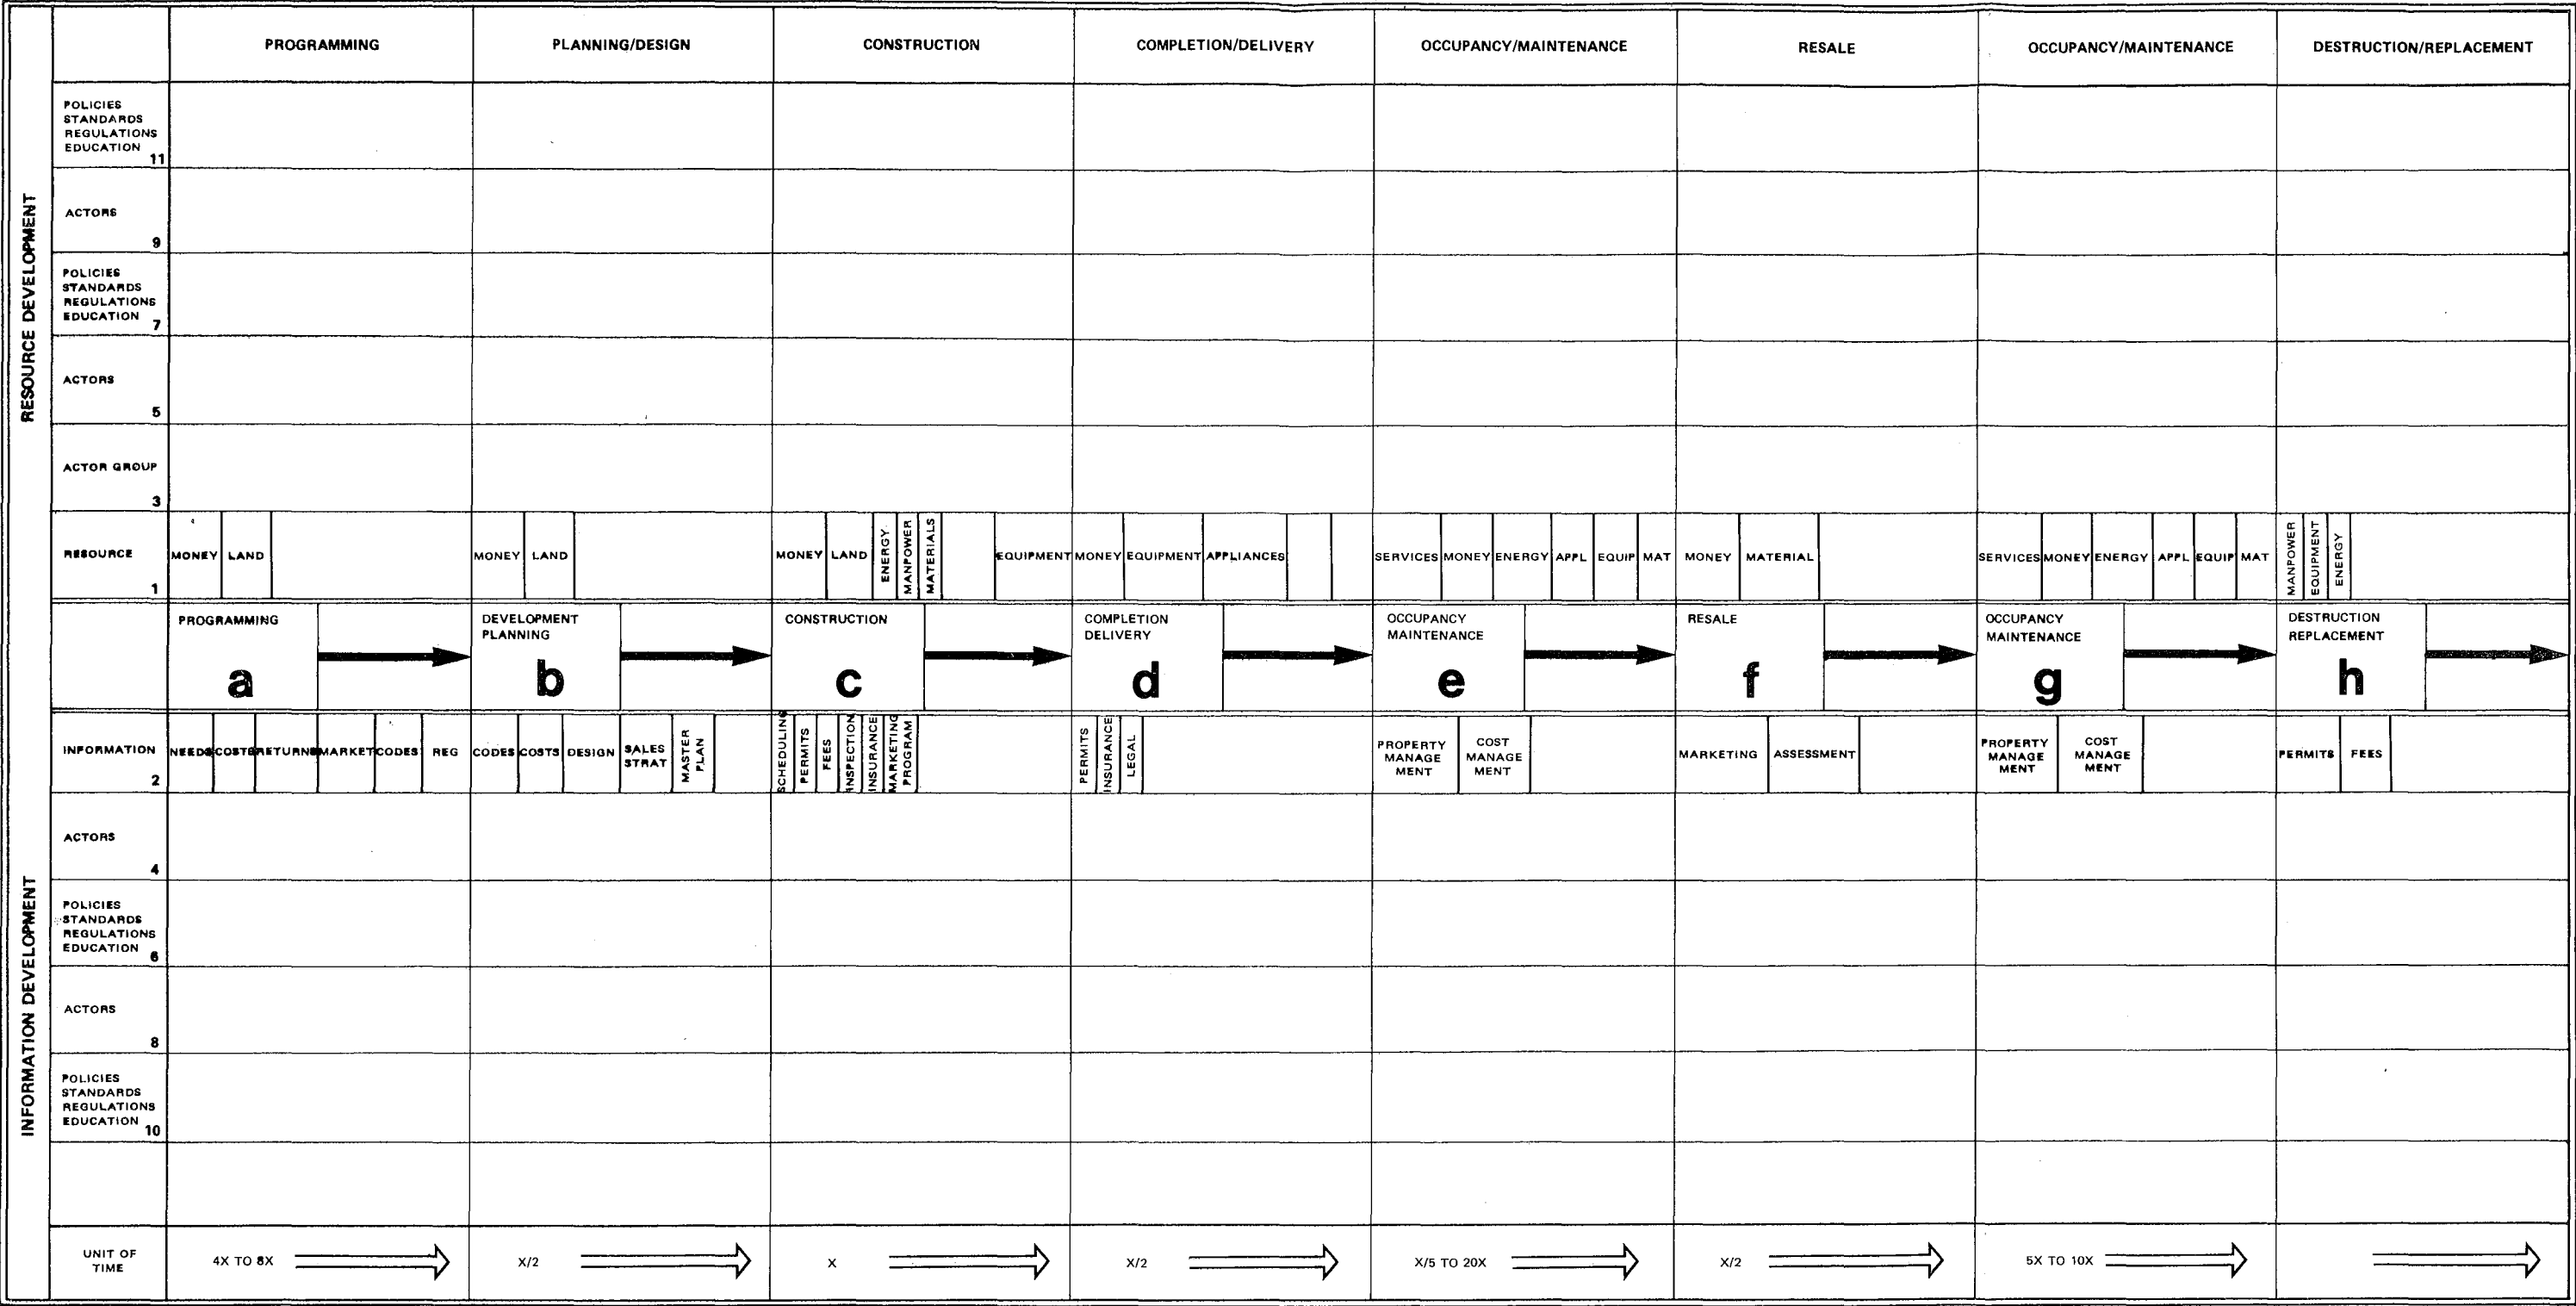 PROGRAMMING PLANNING/DESIGN CONSTRUCTION COMPLETION/DELIVERY OCCUPANCY/MAINTENANCE RESALE OCCUPANCY/MAINTENANCE DESTRUCTION/REPLACEMENT
RESOURCE DEVELOPMENT
POLICIES
STANDARDS
REGULATIONS
EDUCATION
11
ACTORS
9
POLICIES
STANDARDS
REGULATIONS
EDUCATION
7
ACTORS
5
ACTOR GROUP
3
RESOURCE
1
MONEY LAND
MONEY LAND
MONEY LAND ENERGY MANPOWER MATERIALS EQUIPMENT
MONEY EQUIPMENT APPLIANCES
SERVICES MONEY ENERGY APPL EQUIP MAT
MONEY MATERIAL
SERVICES MONEY ENERGY APPL EQUIP MAT
MANPOWER EQUIPMENT ENERGY
PROGRAMMING
a
DEVELOPMENT
PLANNING
b
CONSTRUCTION
c
COMPLETION
DELIVERY
d
OCCUPANCY
MAINTENANCE
e
RESALE
f
OCCUPANCY
MAINTENANCE
g
DESTRUCTION
REPLACEMENT
h
INFORMATION DEVELOPMENT
INFORMATION
2
NEEDS COSTS RETURNS MARKET CODES REG
CODES COSTS DESIGN
SALES
STRAT
MASTER
PLAN
SCHEDULING
PERMITS
FEES
INSPECTION
INSURANCE
MARKETING
PROGRAM
PERMITS
INSURANCE
LEGAL
PROPERTY
MANAGE
MENT
COST
MANAGE
MENT
MARKETING ASSESSMENT
PROPERTY
MANAGE
MENT
COST
MANAGE
MENT
PERMITS FEES
ACTORS
4
POLICIES
STANDARDS
REGULATIONS
EDUCATION
6
ACTORS
8
POLICIES
STANDARDS
REGULATIONS
EDUCATION
10
UNIT OF
TIME
4X TO 8X X/2 X X/2 X/5 TO 20X X/2 5X TO 10X